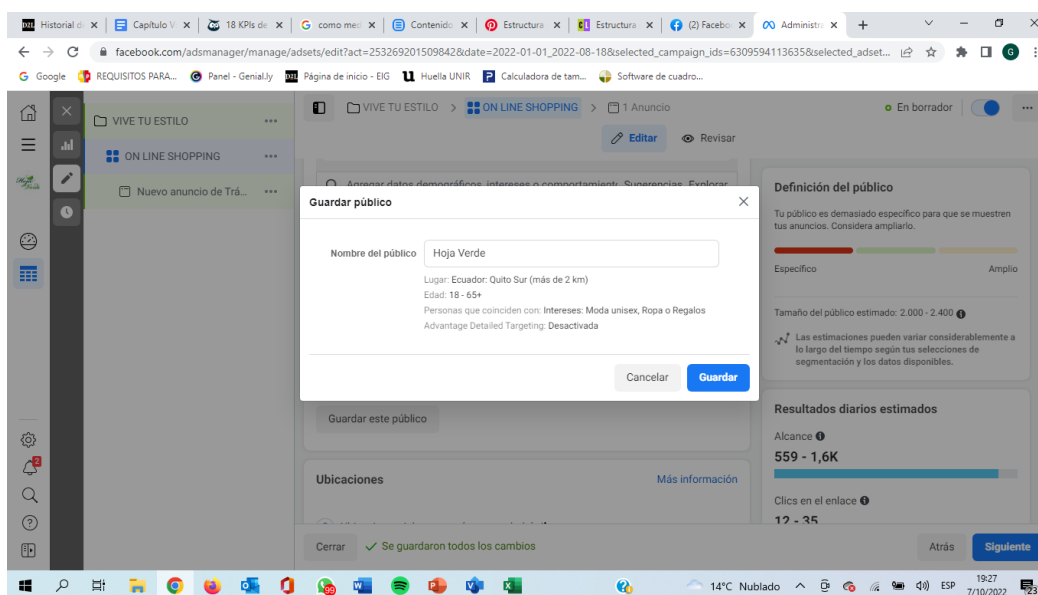 Historial d
Capítulo V
18 KPIs de
como med
Contenido
Estructura
Estructura
(2) Facebo
Administra
facebook.com/adsmanager/manage/adsets/edit?act=253269201509842&date=2022-01-01_2022-08-18&selected_campaign_ids=6309594113635&selected_adset...
Google
REQUISITOS PARA...
Panel - Genial.ly
Página de inicio - EIG
Huella UNIR
Calculadora de tam...
Software de cuadro...
VIVE TU ESTILO
ON LINE SHOPPING
Nuevo anuncio de Trá...
VIVE TU ESTILO > ON LINE SHOPPING > 1 Anuncio
En borrador
Editar
Revisar
Agregar datos demográficos, intereses o comportamient Sugerencias Explorar
Guardar público
Nombre del público
Hoja Verde
Lugar: Ecuador: Quito Sur (más de 2 km)
Edad: 18 - 65+
Personas que coinciden con: Intereses: Moda unisex, Ropa o Regalos
Advantage Detailed Targeting: Desactivada
Cancelar
Guardar
Guardar este público
Ubicaciones
Más información
Definición del público
Tu público es demasiado específico para que se muestren
tus anuncios. Considera ampliarlo.
Específico
Amplio
Tamaño del público estimado: 2.000 - 2.400
Las estimaciones pueden variar considerablemente a
lo largo del tiempo según tus selecciones de
segmentación y los datos disponibles.
Resultados diarios estimados
Alcance
559 - 1,6K
Clics en el enlace
12 - 35
Cerrar
Se guardaron todos los cambios
Atrás
Siguiente
14°C Nublado
ESP
19:27
7/10/2022